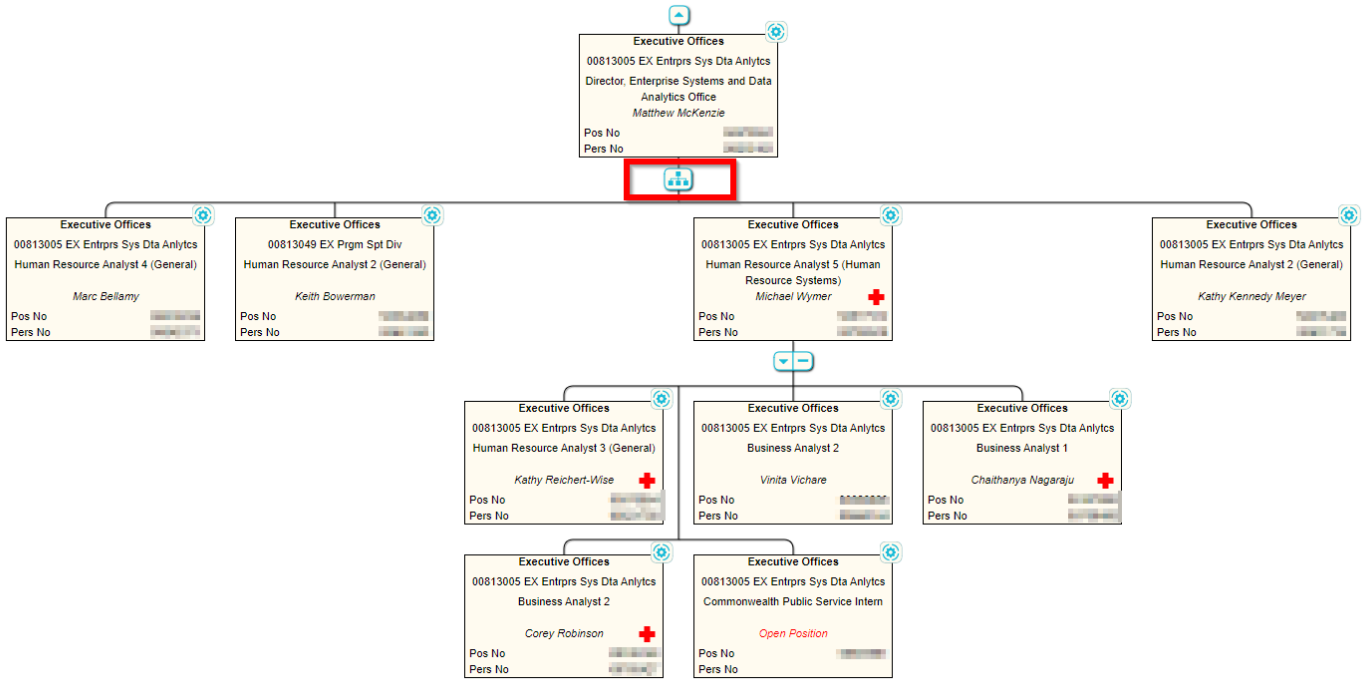 Executive Offices
00813005 EX Entrprs Sys Dta Anlytcs
Director, Enterprise Systems and Data
Analytics Office
Matthew McKenzie
Pos No
Pers No
Executive Offices
00813005 EX Entrprs Sys Dta Anlytcs
Human Resource Analyst 4 (General)
Marc Bellamy
Pos No
Pers No
Executive Offices
00813049 EX Prgm Spt Div
Human Resource Analyst 2 (General)
Keith Bowerman
Pos No
Pers No
Executive Offices
00813005 EX Entrprs Sys Dta Anlytcs
Human Resource Analyst 5 (Human
Resource Systems)
Michael Wymer
Pos No
Pers No
Executive Offices
00813005 EX Entrprs Sys Dta Anlytcs
Human Resource Analyst 2 (General)
Kathy Kennedy Meyer
Pos No
Pers No
Executive Offices
00813005 EX Entrprs Sys Dta Anlytcs
Human Resource Analyst 3 (General)
Kathy Reichert-Wise
Pos No
Pers No
Executive Offices
00813005 EX Entrprs Sys Dta Anlytcs
Business Analyst 2
Vinita Vichare
Pos No
Pers No
Executive Offices
00813005 EX Entrprs Sys Dta Anlytcs
Business Analyst 1
Chaithanya Nagaraju
Pos No
Pers No
Executive Offices
00813005 EX Entrprs Sys Dta Anlytcs
Business Analyst 2
Corey Robinson
Pos No
Pers No
Executive Offices
00813005 EX Entrprs Sys Dta Anlytcs
Commonwealth Public Service Intern
Open Position
Pos No
Pers No